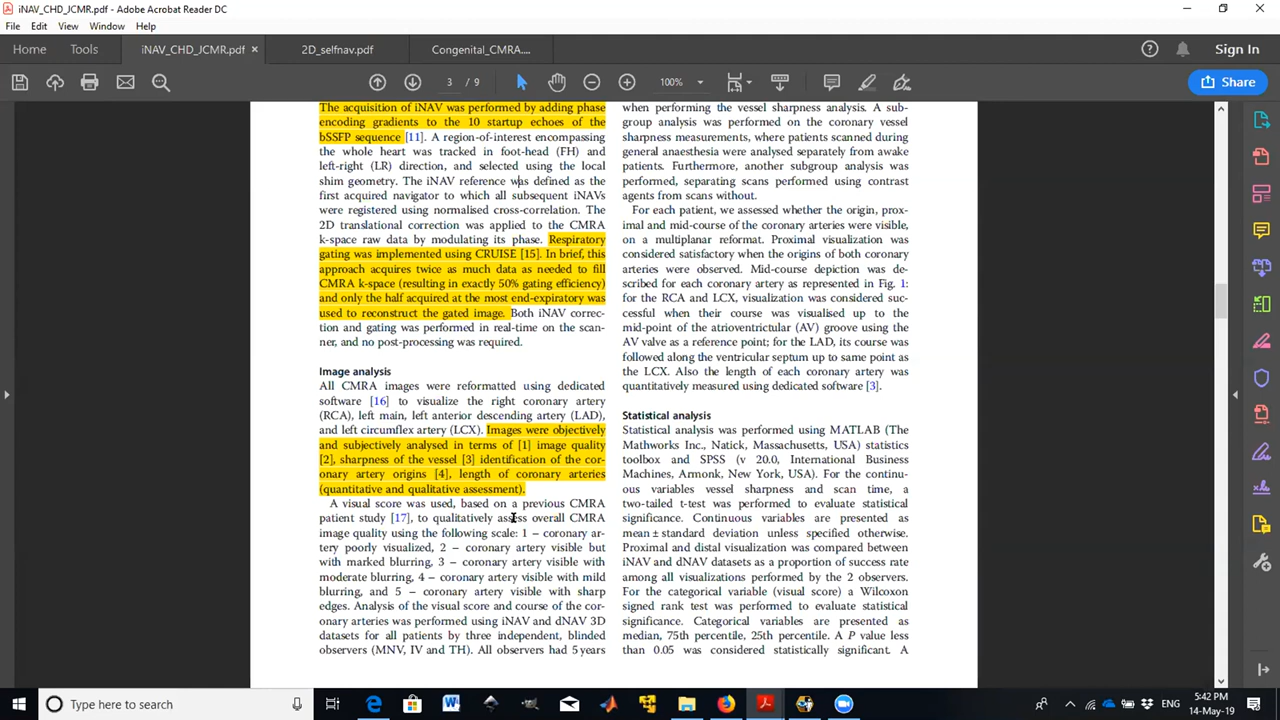 iNAV_CHD_JCMR.pdf - Adobe Acrobat Reader DC
File Edit View Window Help
Home Tools iNAV_CHD_JCMR.pdf × 2D_selfnav.pdf Congenital_CMRA.... Sign In
3 / 9 100% Share
The acquisition of iNAV was performed by adding phase
encoding gradients to the 10 startup echoes of the
bSSFP sequence [11]. A region-of-interest encompassing
the whole heart was tracked in foot-head (FH) and
left-right (LR) direction, and selected using the local
shim geometry. The iNAV reference was defined as the
first acquired navigator to which all subsequent iNAVs
were registered using normalised cross-correlation. The
2D translational correction was applied to the CMRA
k-space raw data by modulating its phase. Respiratory
gating was implemented using CRUISE [15]. In brief, this
approach acquires twice as much data as needed to fill
CMRA k-space (resulting in exactly 50% gating efficiency)
and only the half acquired at the most end-expiratory was
used to reconstruct the gated image. Both iNAV correc-
tion and gating was performed in real-time on the scan-
ner, and no post-processing was required.
Image analysis
All CMRA images were reformatted using dedicated
software [16] to visualize the right coronary artery
(RCA), left main, left anterior descending artery (LAD),
and left circumflex artery (LCX). Images were objectively
and subjectively analysed in terms of [1] image quality
[2], sharpness of the vessel [3] identification of the cor-
onary artery origins [4], length of coronary arteries
(quantitative and qualitative assessment).
A visual score was used, based on a previous CMRA
patient study [17], to qualitatively assess overall CMRA
image quality using the following scale: 1 – coronary ar-
tery poorly visualized, 2 – coronary artery visible but
with marked blurring, 3 – coronary artery visible with
moderate blurring, 4 – coronary artery visible with mild
blurring, and 5 – coronary artery visible with sharp
edges. Analysis of the visual score and course of the cor-
onary arteries was performed using iNAV and dNAV 3D
datasets for all patients by three independent, blinded
observers (MNV, IV and TH). All observers had 5 years
when performing the vessel sharpness analysis. A sub-
group analysis was performed on the coronary vessel
sharpness measurements, where patients scanned during
general anaesthesia were analysed separately from awake
patients. Furthermore, another subgroup analysis was
performed, separating scans performed using contrast
agents from scans without.
For each patient, we assessed whether the origin, prox-
imal and mid-course of the coronary arteries were visible,
on a multiplanar reformat. Proximal visualization was
considered satisfactory when the origins of both coronary
arteries were observed. Mid-course depiction was de-
scribed for each coronary artery as represented in Fig. 1:
for the RCA and LCX, visualization was considered suc-
cessful when their course was visualised up to the
mid-point of the atrioventrictular (AV) groove using the
AV valve as a reference point; for the LAD, its course was
followed along the ventricular septum up to same point as
the LCX. Also the length of each coronary artery was
quantitatively measured using dedicated software [3].
Statistical analysis
Statistical analysis was performed using MATLAB (The
Mathworks Inc., Natick, Massachusetts, USA) statistics
toolbox and SPSS (v 20.0, International Business
Machines, Armonk, New York, USA). For the continu-
ous variables vessel sharpness and scan time, a
two-tailed t-test was performed to evaluate statistical
significance. Continuous variables are presented as
mean ± standard deviation unless specified otherwise.
Proximal and distal visualization was compared between
iNAV and dNAV datasets as a proportion of success rate
among all visualizations performed by the 2 observers.
For the categorical variable (visual score) a Wilcoxon
signed rank test was performed to evaluate statistical
significance. Categorical variables are presented as
median, 75th percentile, 25th percentile. A P value less
than 0.05 was considered statistically significant. A
Type here to search
ENG
5:42 PM
14-May-19